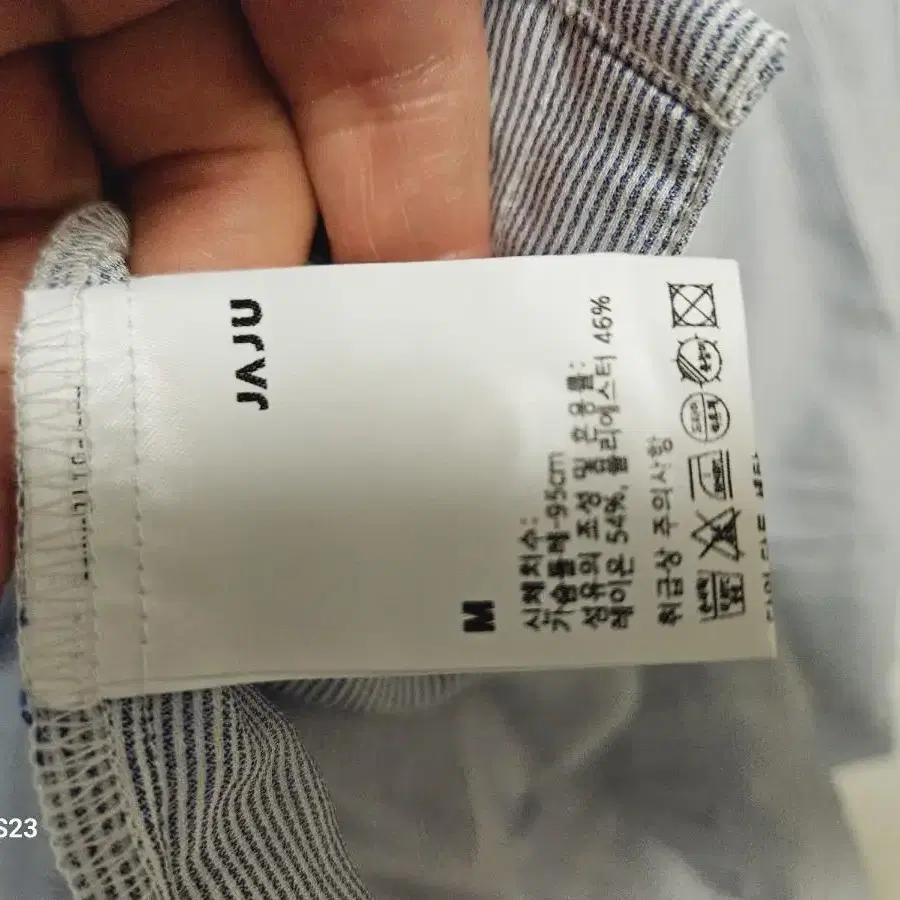 JAJU
M
신체치수:
가슴둘레-95cm
섬유의 조성 및 혼용률:
레이온 54%, 폴리에스터 46%
취급상 주의사항
S23